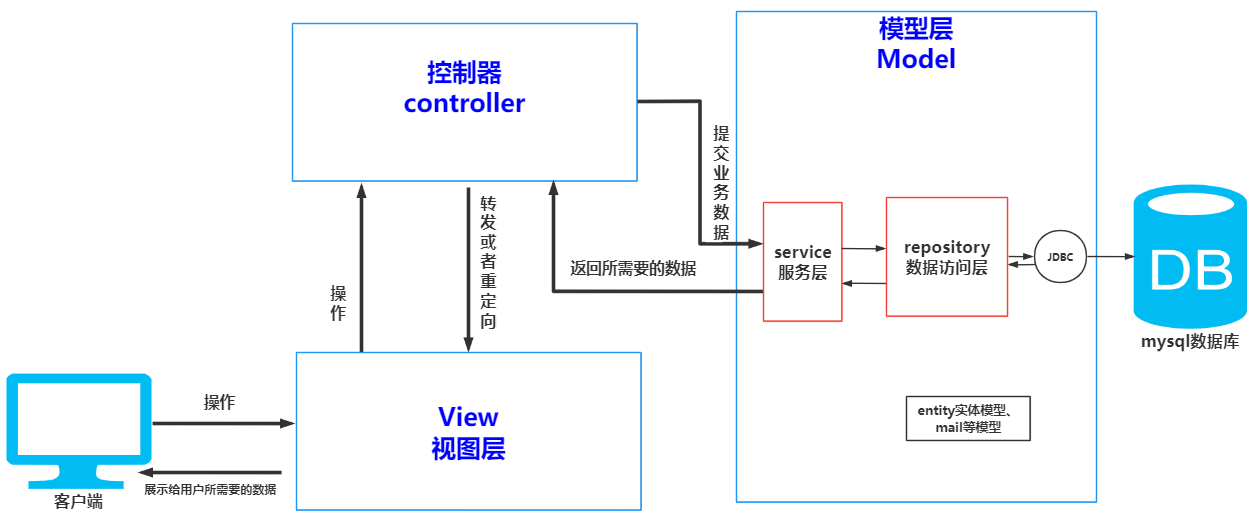 控制器
controller
模型层
Model
提交业务数据
转发或者重定向
操作
返回所需要的数据
service
服务层
repository
数据访问层
JDBC
DB
mysql数据库
操作
View
视图层
entity实体模型、
mail等模型
展示给用户所需要的数据
客户端